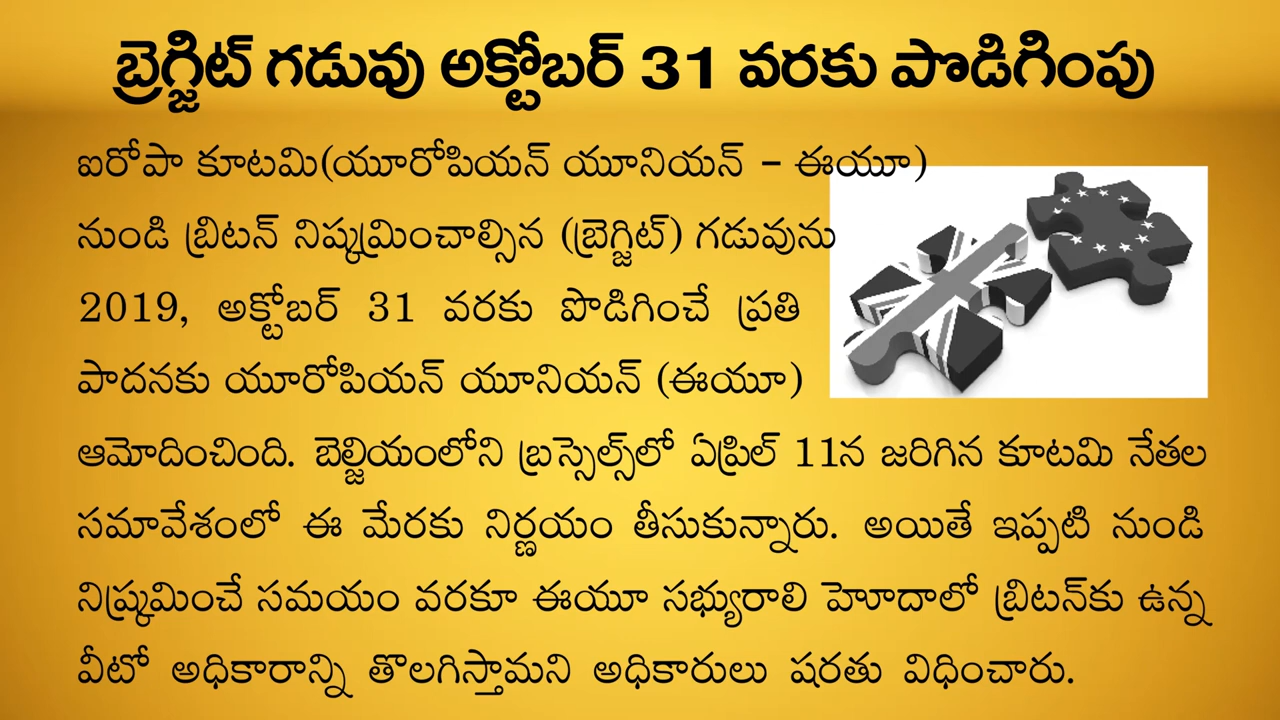 బ్రెగ్జిట్ గడువు అక్టోబర్ 31 వరకు పొడిగింపు
ఐరోపా కూటమి(యూరోపియన్ యూనియన్ – ఈయూ)
నుండి బ్రిటన్ నిష్క్రమించాల్సిన (బ్రెగ్జిట్) గడువును
2019, అక్టోబర్ 31 వరకు పొడిగించే ప్రతి
పాదనకు యూరోపియన్ యూనియన్ (ఈయూ)
ఆమోదించింది. బెల్జియంలోని బ్రస్సెల్స్‌లో ఏప్రిల్ 11న జరిగిన కూటమి నేతల
సమావేశంలో ఈ మేరకు నిర్ణయం తీసుకున్నారు. అయితే ఇప్పటి నుండి
నిష్క్రమించే సమయం వరకూ ఈయూ సభ్యురాలి హెూదాలో బ్రిటన్‌కు ఉన్న
వీటో అధికారాన్ని తొలగిస్తామని అధికారులు షరతు విధించారు.